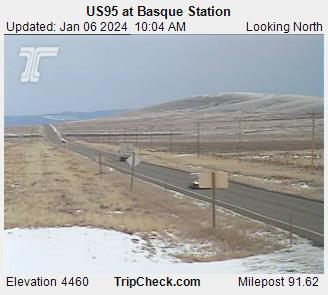 US95 at Basque Station
Updated: Jan 06 2024 10:04 AM Looking North
Elevation 4460 TripCheck.com Milepost 91.62